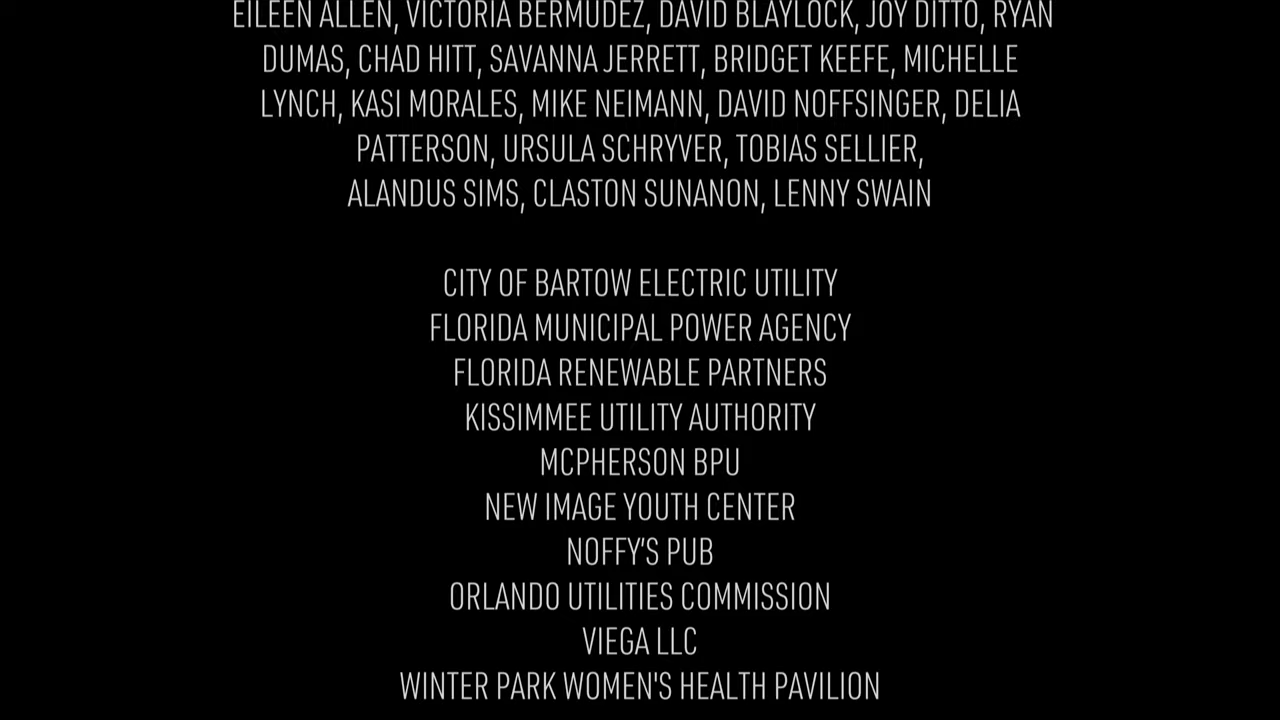 EILEEN ALLEN, VICTORIA BERMUDEZ, DAVID BLAYLOCK, JOY DITTO, RYAN
DUMAS, CHAD HITT, SAVANNA JERRETT, BRIDGET KEEFE, MICHELLE
LYNCH, KASI MORALES, MIKE NEIMANN, DAVID NOFFSINGER, DELIA
PATTERSON, URSULA SCHRYVER, TOBIAS SELLIER,
ALANDUS SIMS, CLASTON SUNANON, LENNY SWAIN
CITY OF BARTOW ELECTRIC UTILITY
FLORIDA MUNICIPAL POWER AGENCY
FLORIDA RENEWABLE PARTNERS
KISSIMMEE UTILITY AUTHORITY
MCPHERSON BPU
NEW IMAGE YOUTH CENTER
NOFFY’S PUB
ORLANDO UTILITIES COMMISSION
VIEGA LLC
WINTER PARK WOMEN'S HEALTH PAVILION